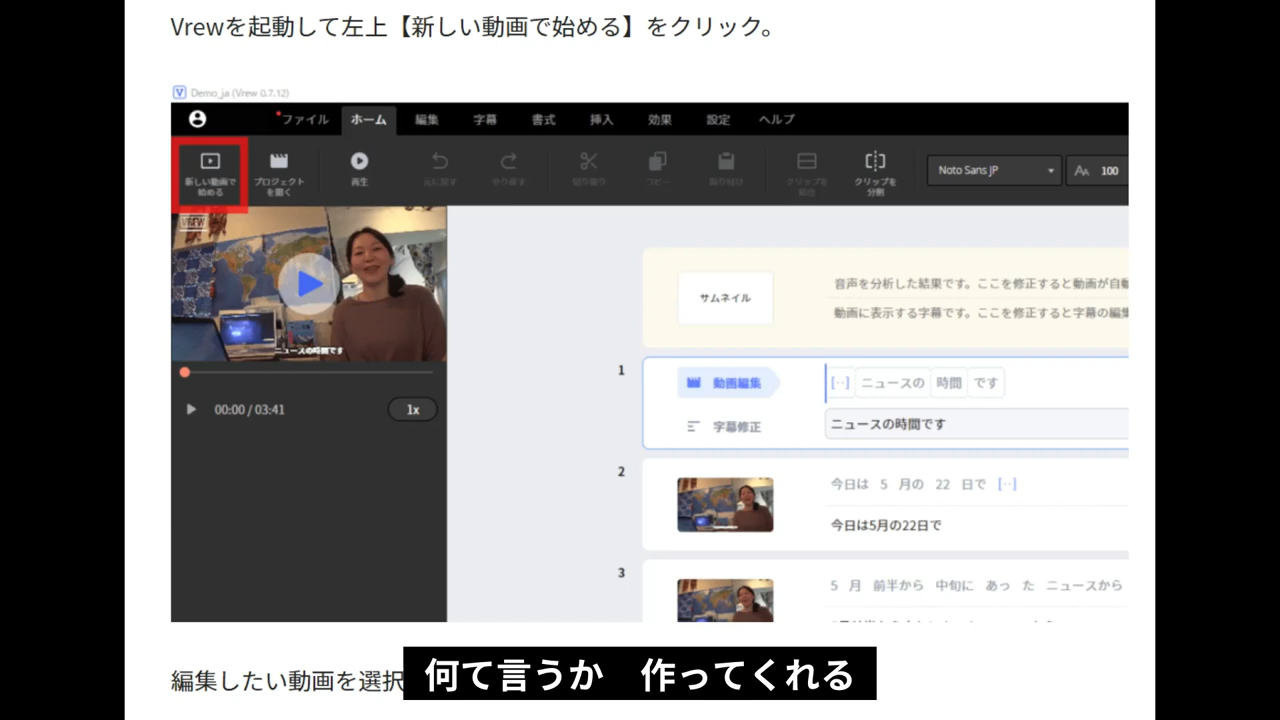 Vrewを起動して左上【新しい動画で始める】をクリック。
Demo_ja (Vrew 0.7.12)
ファイル ホーム 編集 字幕 書式 挿入 効果 設定 ヘルプ
新しい動画で
始める
プロジェクト
を開く
再生
元に戻す
やり直す
切り取り
コピー
貼り付け
クリップを
結合
クリップを
分割
Noto Sans JP
100
VREW
ニュースの時間です
00:00 / 03:41
1x
サムネイル
音声を分析した結果です。ここを修正すると動画が自動
動画に表示する字幕です。ここを修正すると字幕の編集
1
動画編集
[··] ニュースの 時間 です
字幕修正
ニュースの時間です
2
今日は 5 月の 22 日で [··]
今日は5月の22日で
3
5 月 前半から 中旬に あっ た ニュースから
編集したい動画を選択
何て言うか 作ってくれる